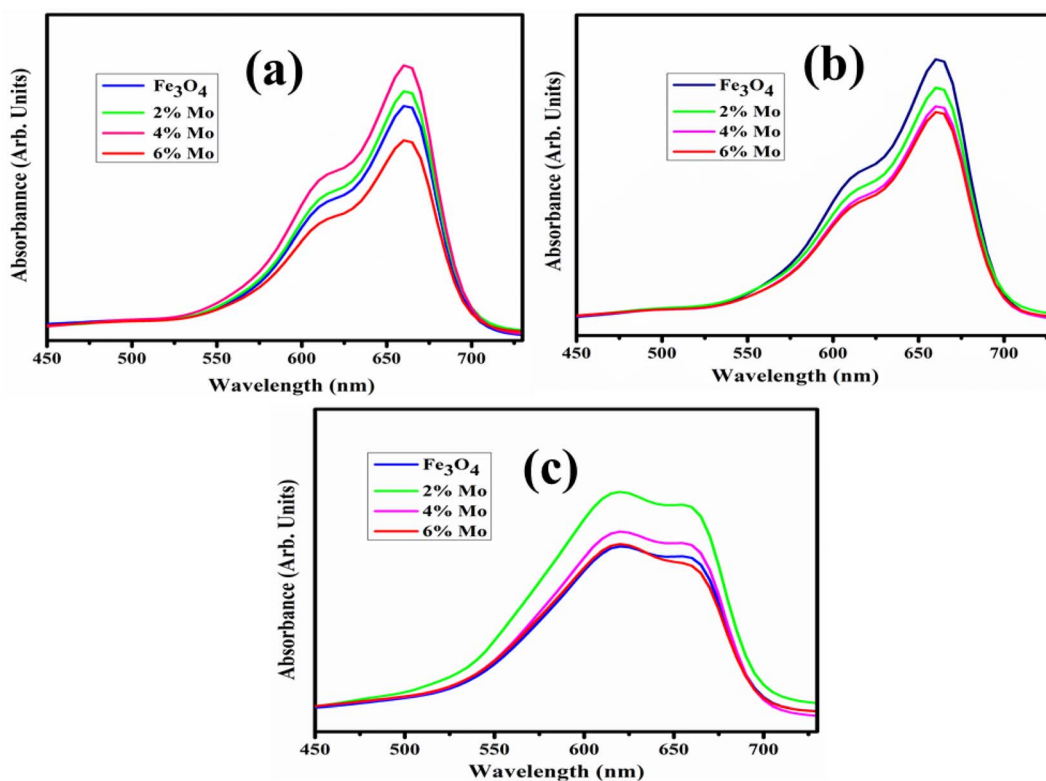 (a)
Fe3O4
2% Mo
4% Mo
6% Mo
Absorbannce (Arb. Units)
450 500 550 600 650 700
Wavelength (nm)
(b)
Fe3O4
2% Mo
4% Mo
6% Mo
Absorbance (Arb. Units)
450 500 550 600 650 700
Wavelength (nm)
(c)
Fe3O4
2% Mo
4% Mo
6% Mo
Absorbance (Arb. Units)
450 500 550 600 650 700
Wavelength (nm)